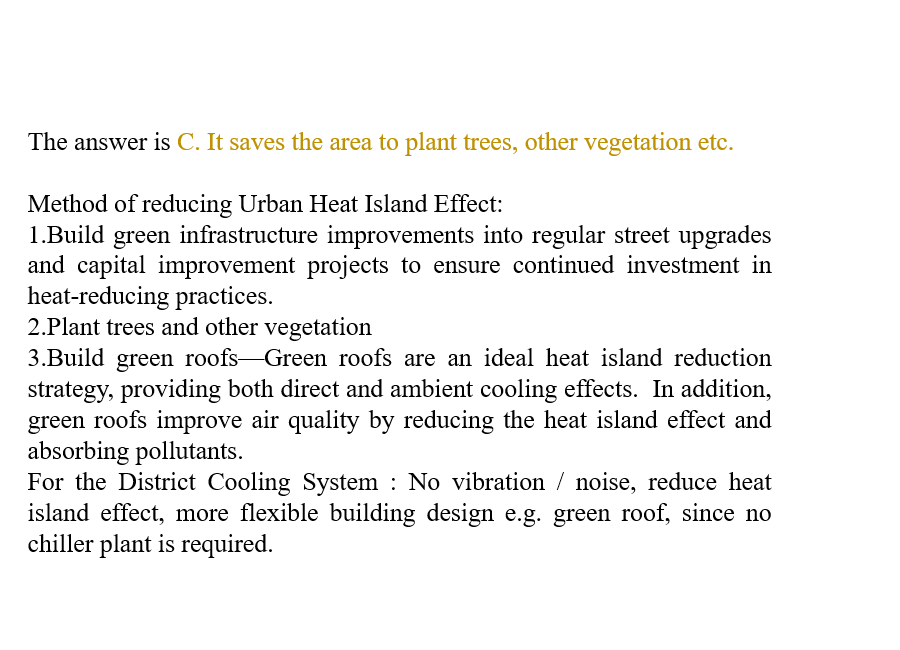 The answer is C. It saves the area to plant trees, other vegetation etc.
Method of reducing Urban Heat Island Effect:
1.Build green infrastructure improvements into regular street upgrades
and capital improvement projects to ensure continued investment in
heat-reducing practices.
2.Plant trees and other vegetation
3.Build green roofs—Green roofs are an ideal heat island reduction
strategy, providing both direct and ambient cooling effects.  In addition,
green roofs improve air quality by reducing the heat island effect and
absorbing pollutants.
For the District Cooling System : No vibration / noise, reduce heat
island effect, more flexible building design e.g. green roof, since no
chiller plant is required.